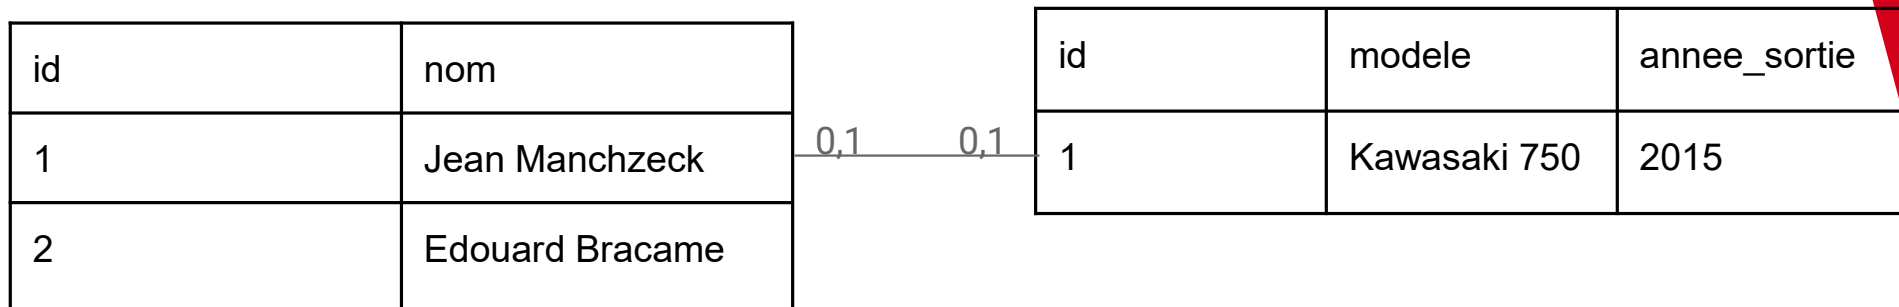 id nom
1 Jean Manchzeck
2 Edouard Bracame
0,1 0,1
id modele annee_sortie
1 Kawasaki 750 2015